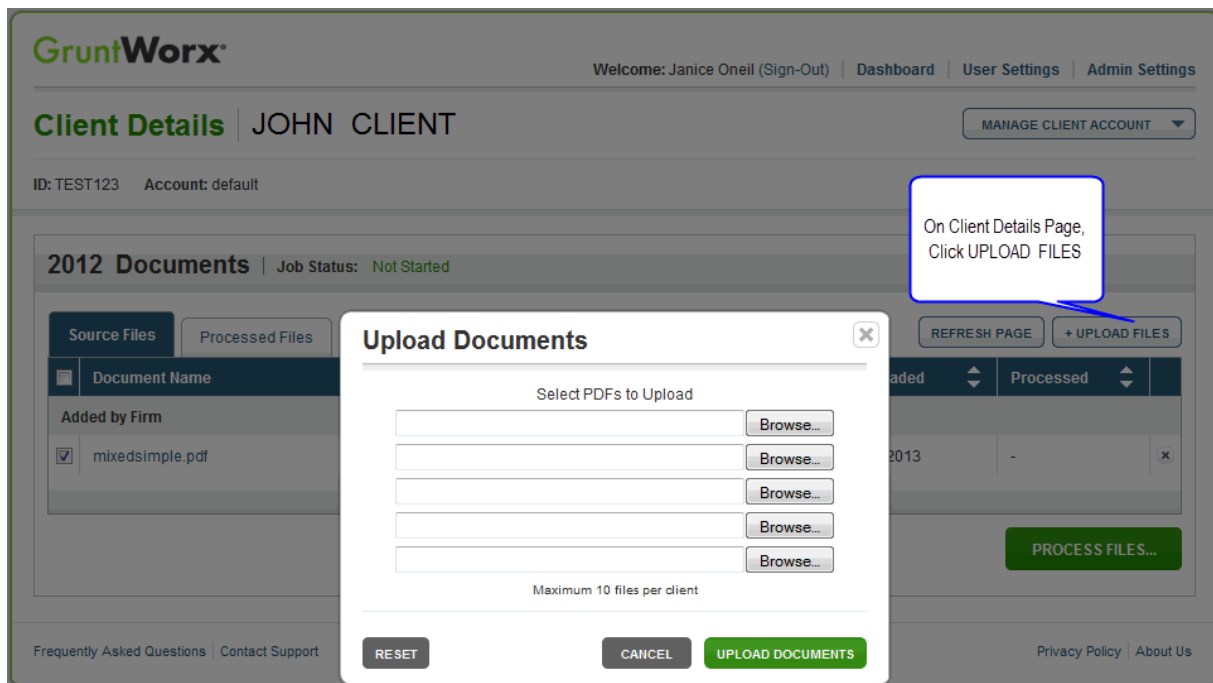 GruntWorx
Welcome: Janice Oneil (Sign-Out) | Dashboard | User Settings | Admin Settings
Client Details | JOHN CLIENT
MANAGE CLIENT ACCOUNT
ID: TEST123 Account: default
On Client Details Page,
Click UPLOAD FILES
2012 Documents | Job Status: Not Started
Source Files
Processed Files
REFRESH PAGE
+ UPLOAD FILES
Document Name
aded
Processed
Added by Firm
mixedsimple.pdf
2013
-
Upload Documents
Select PDFs to Upload
Browse...
Browse...
Browse...
Browse...
Browse...
Maximum 10 files per client
RESET
CANCEL
UPLOAD DOCUMENTS
PROCESS FILES...
Frequently Asked Questions | Contact Support
Privacy Policy | About Us